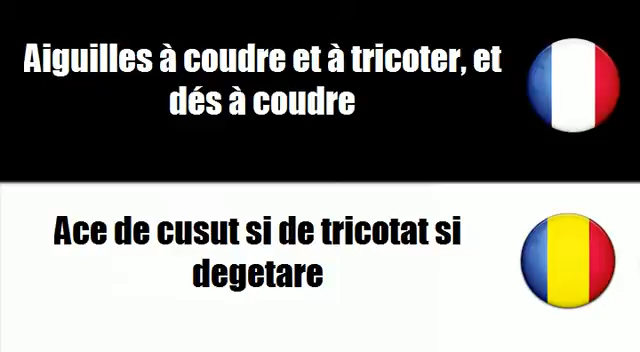 Aiguilles à coudre et à tricoter, et
dés à coudre
Ace de cusut si de tricotat si
degetare